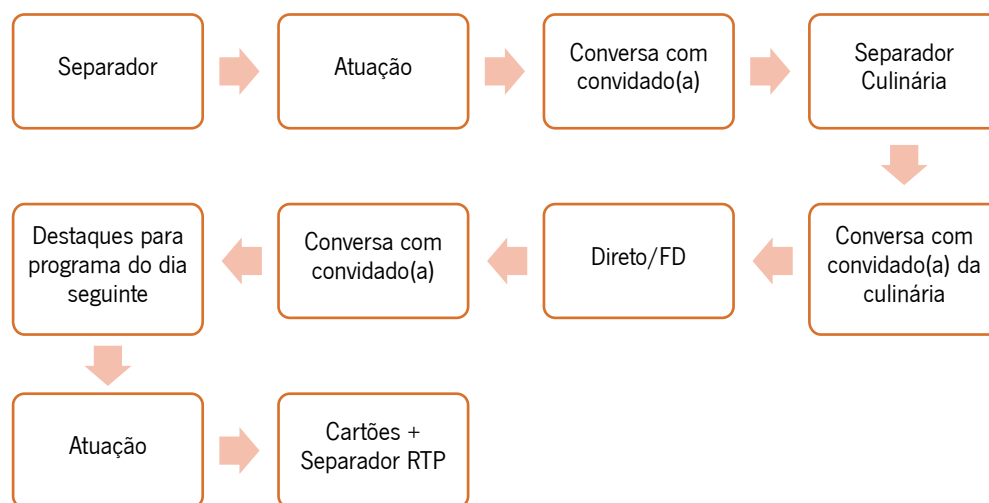 Separador
Atuação
Conversa com
convidado(a)
Separador
Culinária
Conversa com
convidado(a) da
culinária
Direto/FD
Conversa com
convidado(a)
Destaques para
programa do dia
seguinte
Atuação
Cartões +
Separador RTP